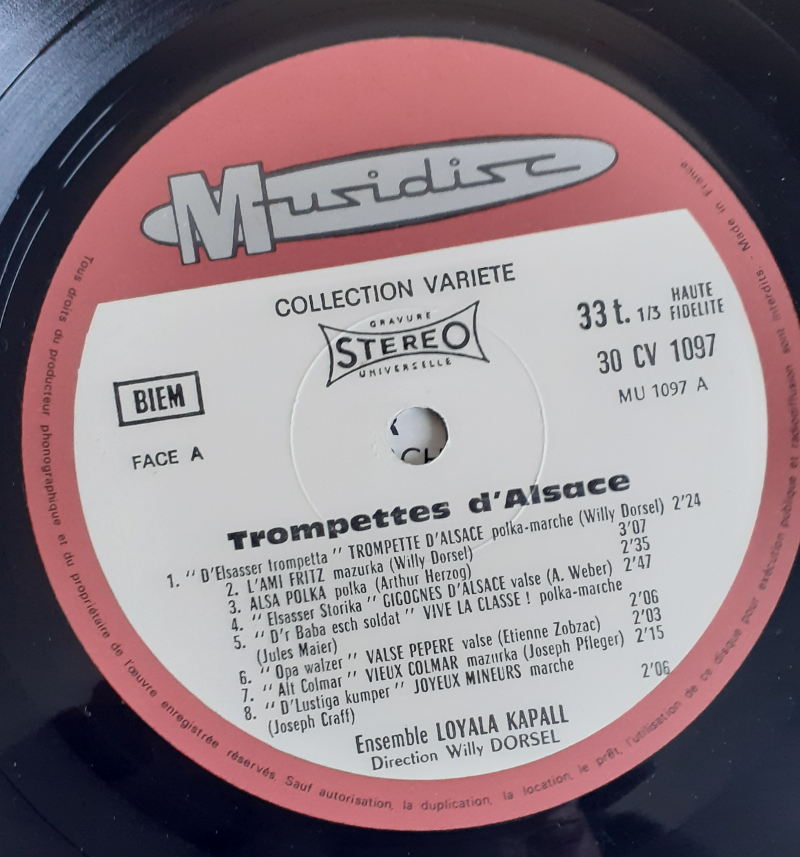 Musidisc
COLLECTION VARIETE
GRAVURE
STEREO
UNIVERSELLE
33 t. 1/3 HAUTE
FIDELITE
30 CV 1097
MU 1097 A
BIEM
FACE A
Trompettes d'Alsace
1. “ D'Elsasser trompetta ” TROMPETTE D'ALSACE polka-marche (Willy Dorsel) 2'24
2. L'AMI FRITZ mazurka (Willy Dorsel) 3'07
3. ALSA POLKA polka (Arthur Herzog) 2'35
4. “ Elsasser Storika ” CIGOGNES D'ALSACE valse (A. Weber) 2'47
5. “ D'r Baba esch soldat ” VIVE LA CLASSE ! polka-marche
(Jules Maier) 2'06
6. “ Opa walzer ” VALSE PEPERE valse (Etienne Zobzac) 2'03
7. “ Alt Colmar ” VIEUX COLMAR mazurka (Joseph Pfleger) 2'15
8. “ D'Lustiga kumper ” JOYEUX MINEURS marche
(Joseph Craff) 2'06
Ensemble LOYALA KAPALL
Direction Willy DORSEL
Tous droits du producteur phonographique et du propriétaire de l'œuvre enregistrée réservés. Sauf autorisation, la duplication, la location, le prêt, l'utilisation de ce disque pour exécution publique et radiodiffusion sont interdits. - Made in France